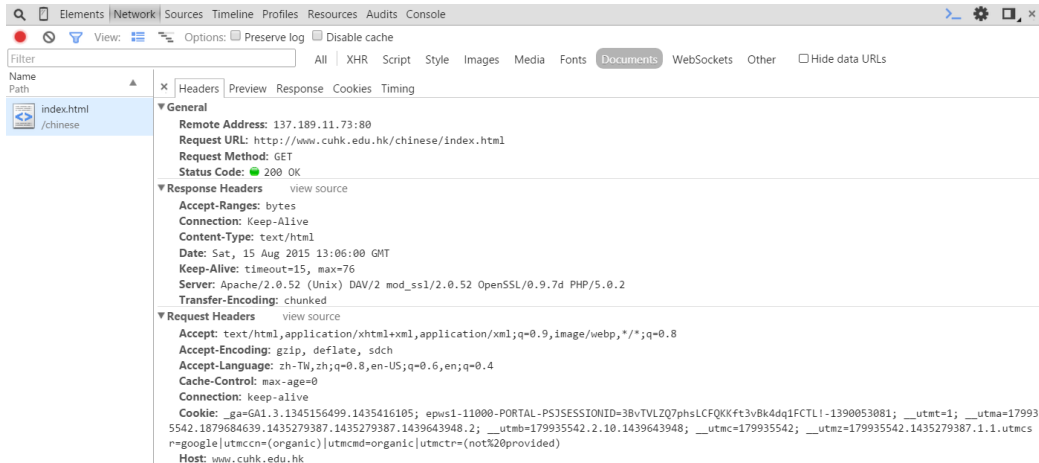 Elements Network Sources Timeline Profiles Resources Audits Console
View: Options: Preserve log Disable cache
Filter All XHR Script Style Images Media Fonts Documents WebSockets Other Hide data URLs
Name
Path
× Headers Preview Response Cookies Timing
index.html
/chinese
▼General
Remote Address: 137.189.11.73:80
Request URL: http://www.cuhk.edu.hk/chinese/index.html
Request Method: GET
Status Code: 200 OK
▼Response Headers view source
Accept-Ranges: bytes
Connection: Keep-Alive
Content-Type: text/html
Date: Sat, 15 Aug 2015 13:06:00 GMT
Keep-Alive: timeout=15, max=76
Server: Apache/2.0.52 (Unix) DAV/2 mod_ssl/2.0.52 OpenSSL/0.9.7d PHP/5.0.2
Transfer-Encoding: chunked
▼Request Headers view source
Accept: text/html,application/xhtml+xml,application/xml;q=0.9,image/webp,*/*;q=0.8
Accept-Encoding: gzip, deflate, sdch
Accept-Language: zh-TW,zh;q=0.8,en-US;q=0.6,en;q=0.4
Cache-Control: max-age=0
Connection: keep-alive
Cookie: _ga=GA1.3.1345156499.1435416105; epws1-11000-PORTAL-PSJSESSIONID=3BvTVLZQ7phsLCFQKKft3vBk4dq1FCTL!-1390053081; __utmt=1; __utma=17993
5542.1879684639.1435279387.1435279387.1439643948.2; __utmb=179935542.2.10.1439643948; __utmc=179935542; __utmz=179935542.1435279387.1.1.utmcs
r=google|utmccn=(organic)|utmcmd=organic|utmctr=(not%20provided)
Host: www.cuhk.edu.hk